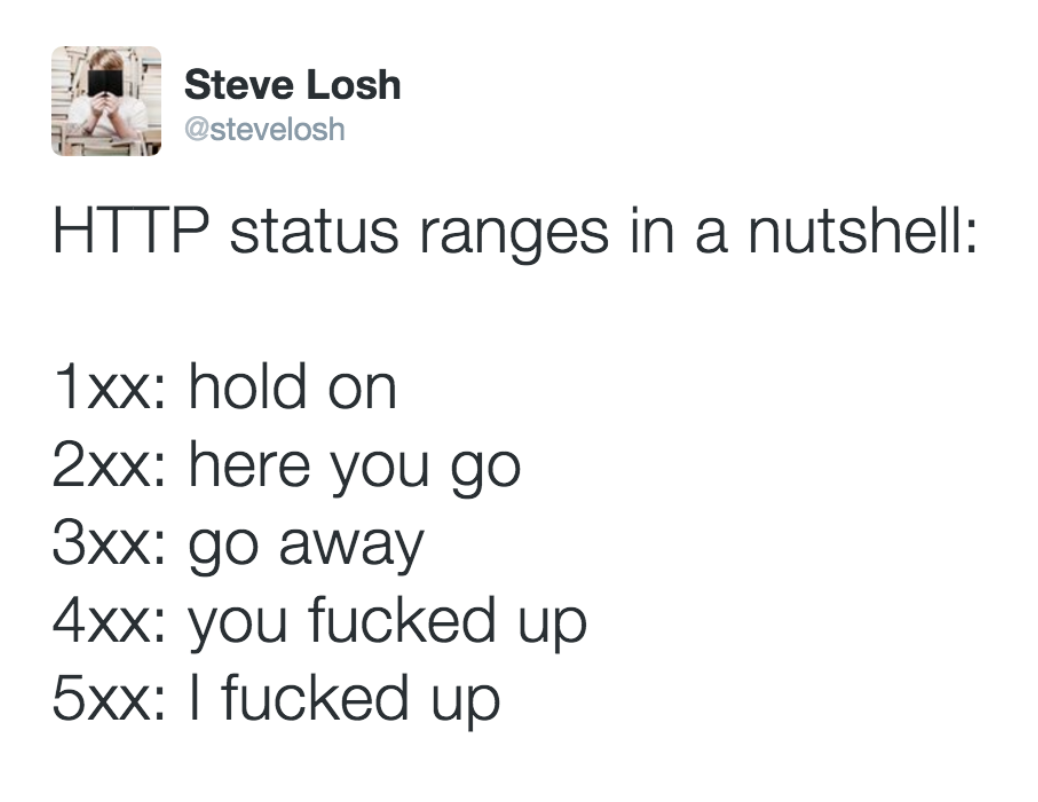 Steve Losh
@stevelosh
HTTP status ranges in a nutshell:
1xx: hold on
2xx: here you go
3xx: go away
4xx: you fucked up
5xx: I fucked up